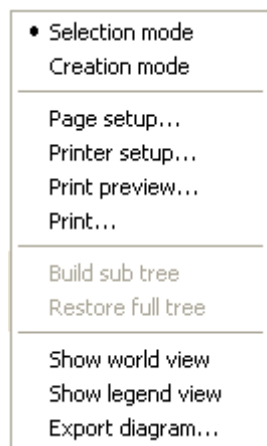 Selection mode
Creation mode
Page setup...
Printer setup...
Print preview...
Print...
Build sub tree
Restore full tree
Show world view
Show legend view
Export diagram...